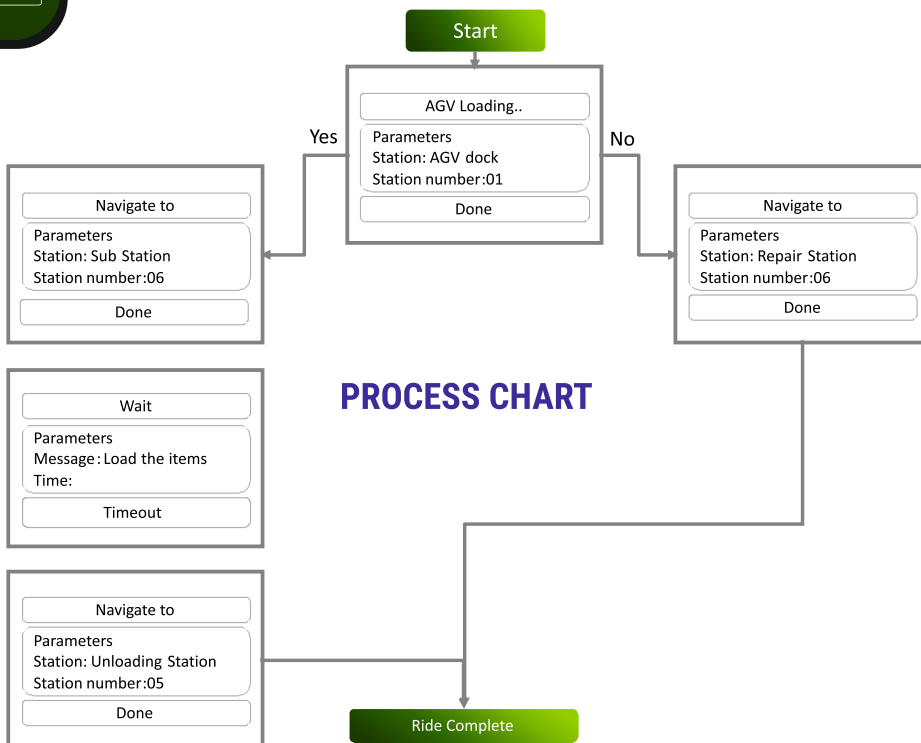 Start
AGV Loading..
Parameters
Station: AGV dock
Station number:01
Done
Yes
No
Navigate to
Parameters
Station: Sub Station
Station number:06
Done
Navigate to
Parameters
Station: Repair Station
Station number:06
Done
PROCESS CHART
Wait
Parameters
Message: Load the items
Time:
Timeout
Navigate to
Parameters
Station: Unloading Station
Station number:05
Done
Ride Complete